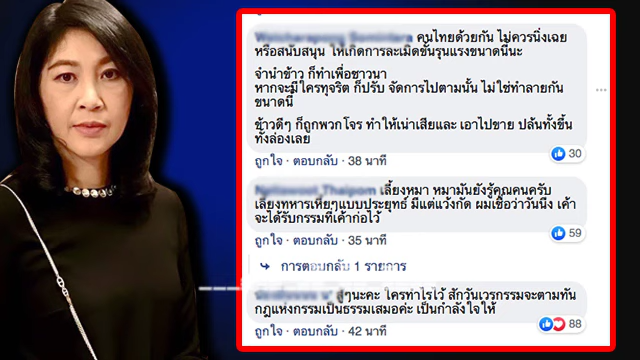 คนไทยด้วยกัน ไม่ควรนิ่งเฉย
หรือสนับสนุน ให้เกิดการละเมิดขั้นรุนแรงขนาดนี้นะ
จำนำข้าว ก็ทำเพื่อชาวนา
หากจะมีใครทุจริต ก็ปรับ จัดการไปตามนั้น ไม่ใช่ทำลายกัน
ขนาดนี้
ข้าวดีๆ ก็ถูกพวกโจร ทำให้เน่าเสียและ เอาไปขาย ปล้นทั้งขึ้น
ทั้งล่องเลย
ถูกใจ · ตอบกลับ · 38 นาที
30
เลี้ยงหมา หมามันยังรู้คุณคนครับ
เลี้ยงทหารเหี้ยๆแบบประยุทธ์ มีแต่แว้งกัด ผมเชื่อว่าวันนึง เค้า
จะได้รับกรรมที่เค้าก่อไว้
ถูกใจ · ตอบกลับ · 35 นาที
59
การตอบกลับ 1 รายการ
สู้ๆนะคะ ใครทำไรไว้ สักวันเวรกรรมจะตามทัน
กฎแห่งกรรมเป็นธรรมเสมอค่ะ เป็นกำลังใจให้
ถูกใจ · ตอบกลับ · 42 นาที
88